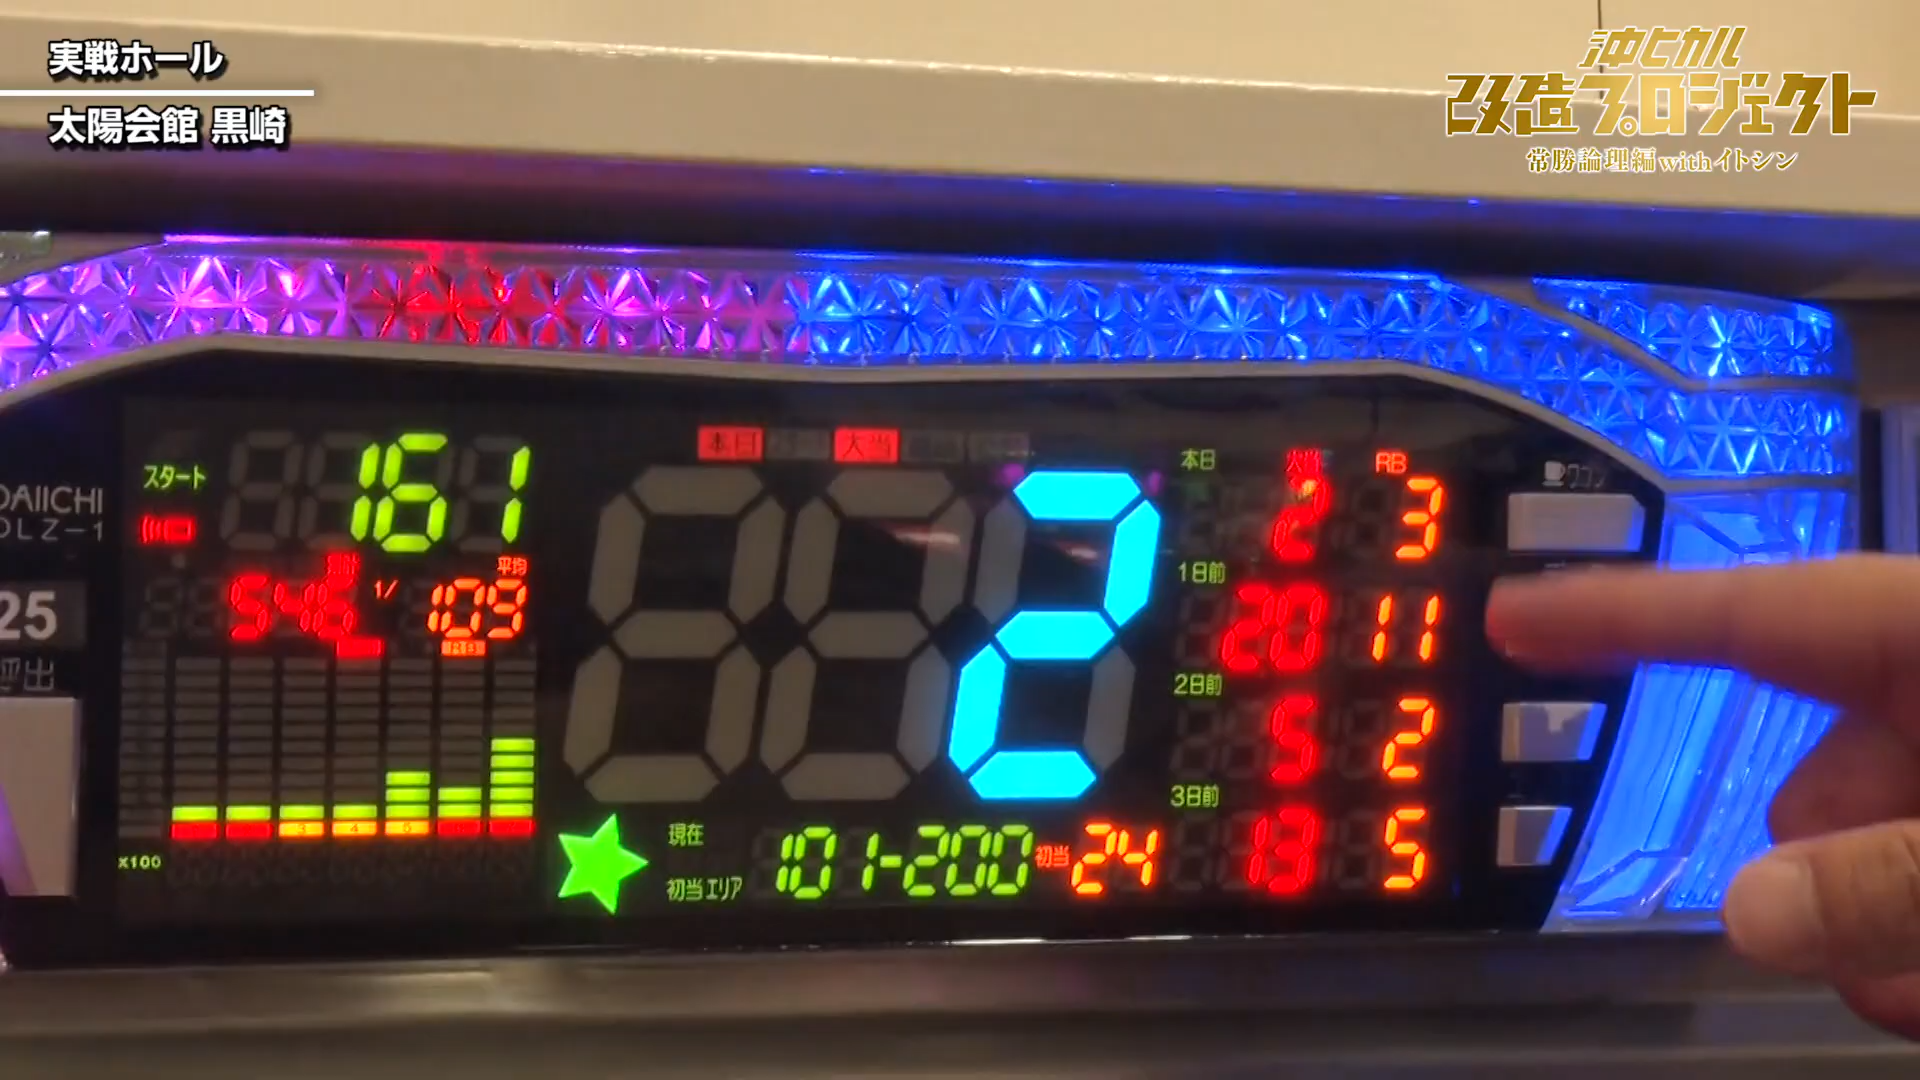 実戦ホール
太陽会館 黒崎
沖ヒカル
改造プロジェクト
常勝論理編withイトシン
DAIICHI
DLZ-1
25
呼出
スタート 161
546 1/ 平均 109
x100
本日 大当
2
現在
初当エリア 101-200 初当 24
本日 大当 2 RB 3
1日前 20 11
2日前 5 2
3日前 13 5